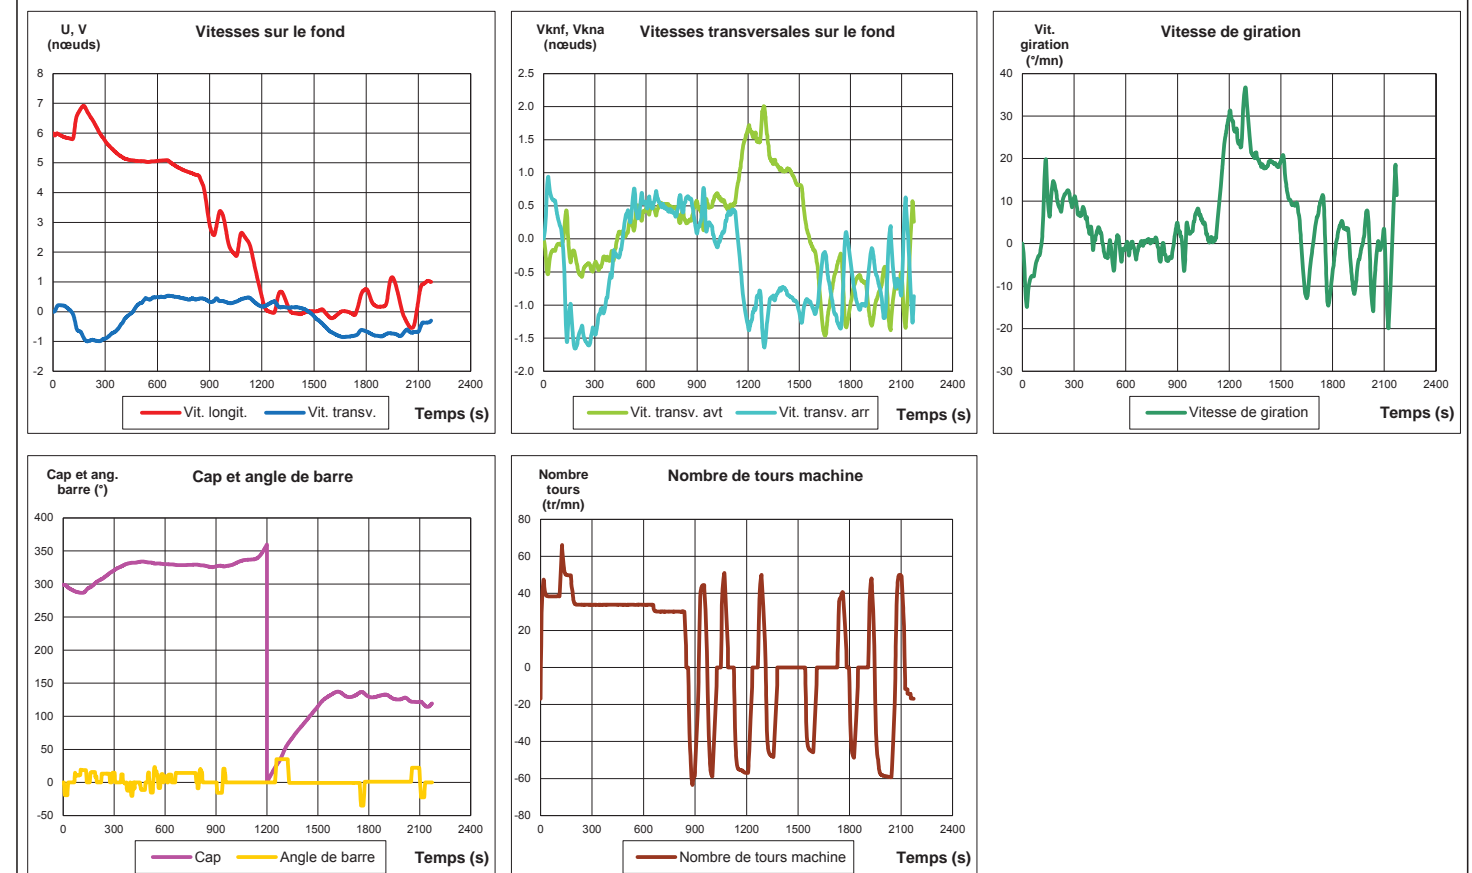 U, V
(nœuds)
Vitesses sur le fond
8
7
6
5
4
3
2
1
0
-1
-2
0 300 600 900 1200 1500 1800 2100 2400
Vit. longit. Vit. transv. Temps (s)
Vknf, Vkna
(nœuds)
Vitesses transversales sur le fond
2.5
2.0
1.5
1.0
0.5
0.0
-0.5
-1.0
-1.5
-2.0
0 300 600 900 1200 1500 1800 2100 2400
Vit. transv. avt Vit. transv. arr Temps (s)
Vit.
giration
(°/mn)
Vitesse de giration
40
30
20
10
0
-10
-20
-30
0 300 600 900 1200 1500 1800 2100 2400
Vitesse de giration Temps (s)
Cap et ang.
barre (°)
Cap et angle de barre
400
350
300
250
200
150
100
50
0
-50
0 300 600 900 1200 1500 1800 2100 2400
Cap Angle de barre Temps (s)
Nombre
tours
(tr/mn)
Nombre de tours machine
80
60
40
20
0
-20
-40
-60
-80
0 300 600 900 1200 1500 1800 2100 2400
Nombre de tours machine Temps (s)